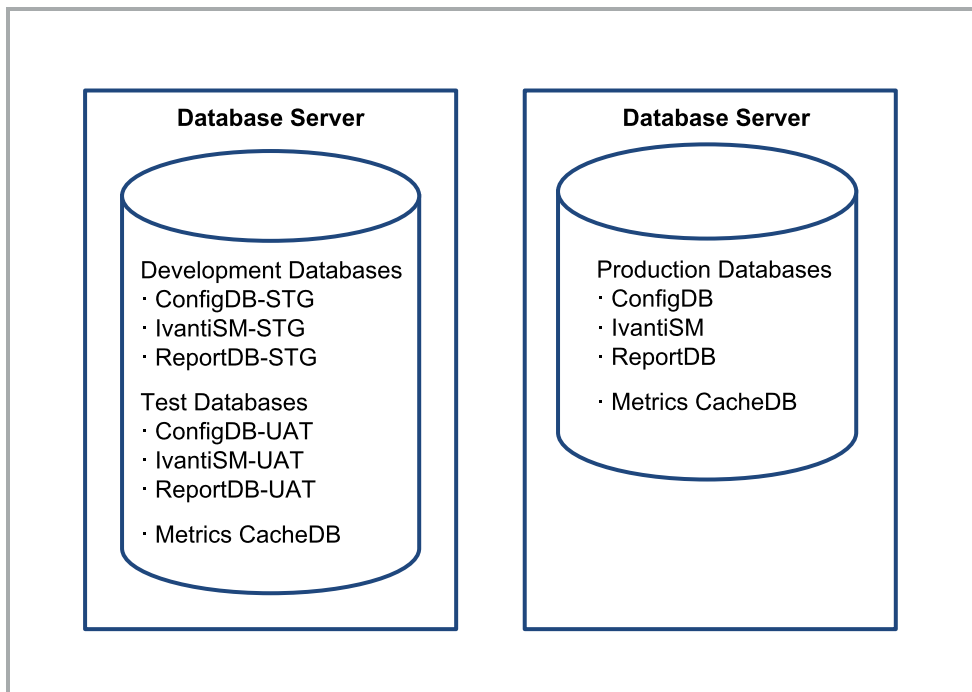 Database Server
Development Databases
· ConfigDB-STG
· IvantiSM-STG
· ReportDB-STG
Test Databases
· ConfigDB-UAT
· IvantiSM-UAT
· ReportDB-UAT
· Metrics CacheDB
Database Server
Production Databases
· ConfigDB
· IvantiSM
· ReportDB
· Metrics CacheDB